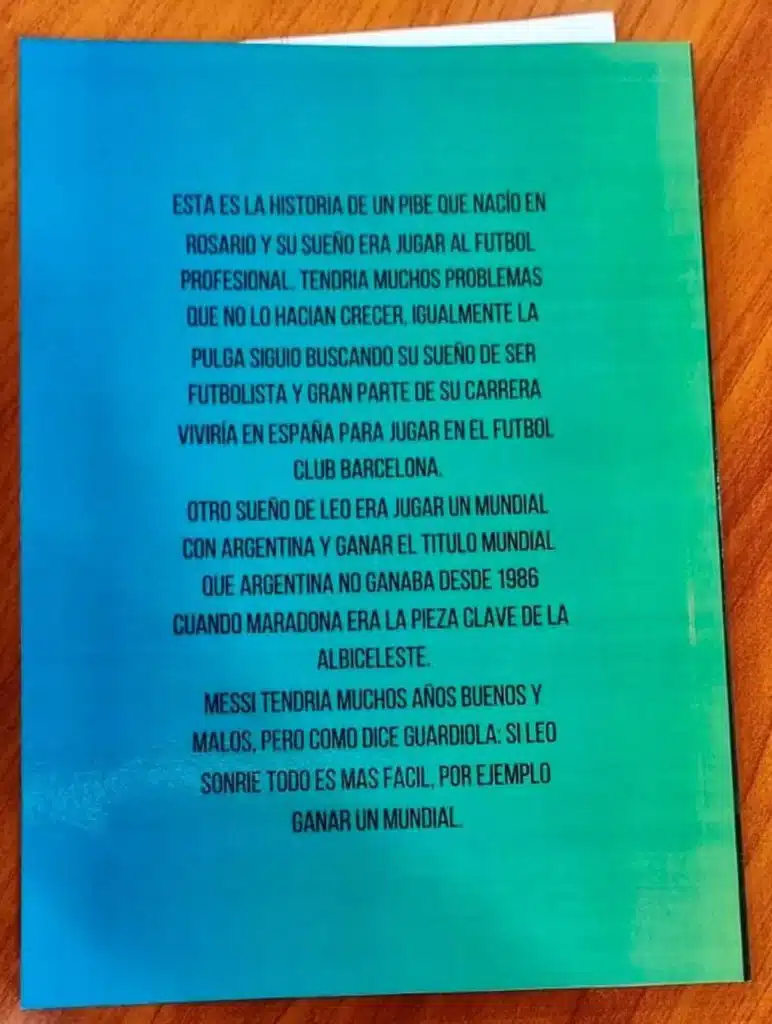 ESTA ES LA HISTORIA DE UN PIBE QUE NACÍO EN
ROSARIO Y SU SUEÑO ERA JUGAR AL FUTBOL
PROFESIONAL. TENDRIA MUCHOS PROBLEMAS
QUE NO LO HACIAN CRECER, IGUALMENTE LA
PULGA SIGUIO BUSCANDO SU SUEÑO DE SER
FUTBOLISTA Y GRAN PARTE DE SU CARRERA
VIVIRÍA EN ESPAÑA PARA JUGAR EN EL FUTBOL
CLUB BARCELONA.
OTRO SUEÑO DE LEO ERA JUGAR UN MUNDIAL
CON ARGENTINA Y GANAR EL TITULO MUNDIAL
QUE ARGENTINA NO GANABA DESDE 1986
CUANDO MARADONA ERA LA PIEZA CLAVE DE LA
ALBICELESTE.
MESSI TENDRIA MUCHOS AÑOS BUENOS Y
MALOS, PERO COMO DICE GUARDIOLA: SI LEO
SONRIE TODO ES MAS FACIL, POR EJEMPLO
GANAR UN MUNDIAL.